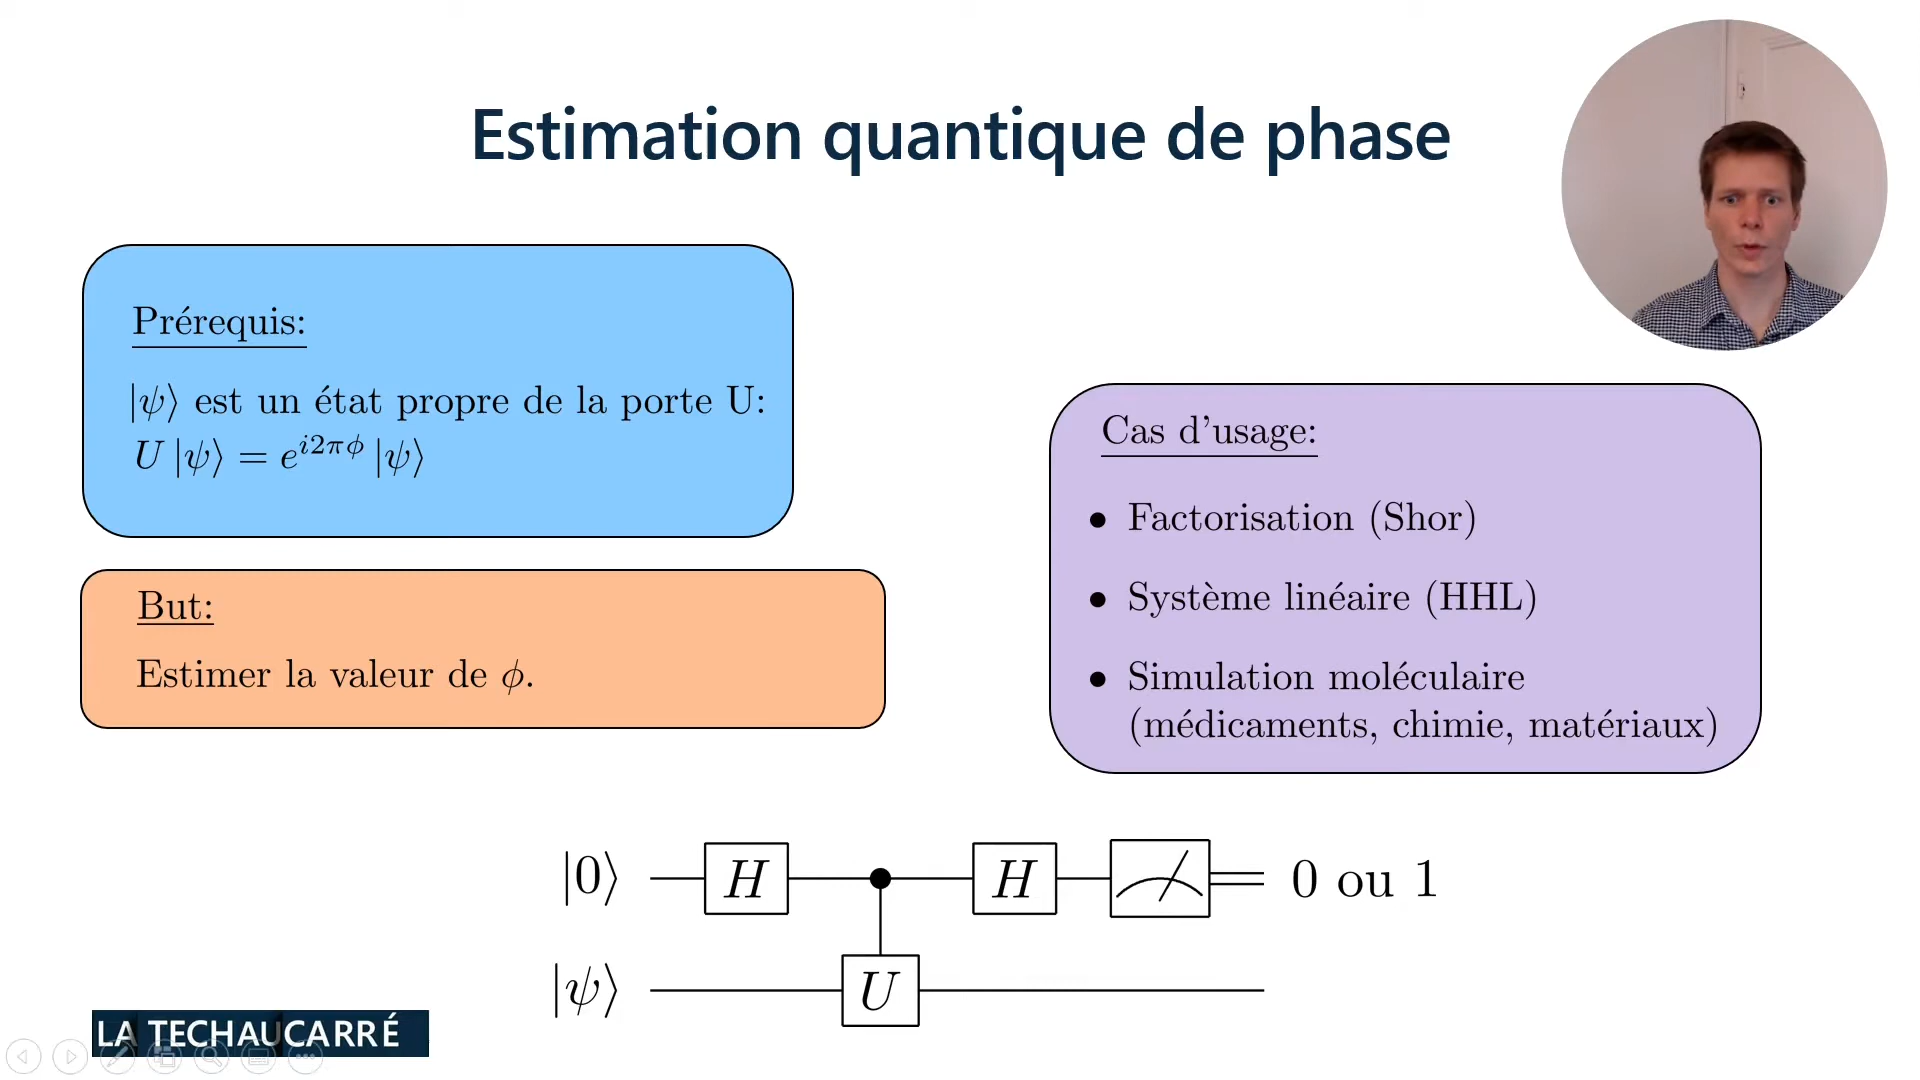 Estimation quantique de phase
Prérequis:
|ψ⟩ est un état propre de la porte U:
U |ψ⟩ = e^{i2πϕ} |ψ⟩
But:
Estimer la valeur de ϕ.
Cas d'usage:
• Factorisation (Shor)
• Système linéaire (HHL)
• Simulation moléculaire
(médicaments, chimie, matériaux)
|0⟩ H H 0 ou 1
|ψ⟩ U
LA TECHAUCARRÉ